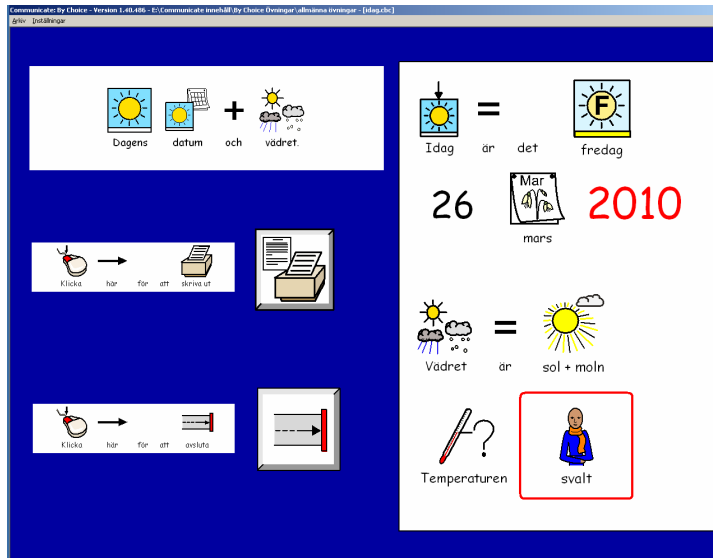 Communicate: By Choice - Version 1.40.486 - E:\Communicate innehåll\By Choice Övningar\allmänna övningar - [idag.cbc]
Arkiv Inställningar
Dagens datum och vädret.
Klicka här för att skriva ut
Klicka här för att avsluta
F
Idag är det fredag
Mar
26 2010
mars
Vädret är sol + moln
?
Temperaturen svalt